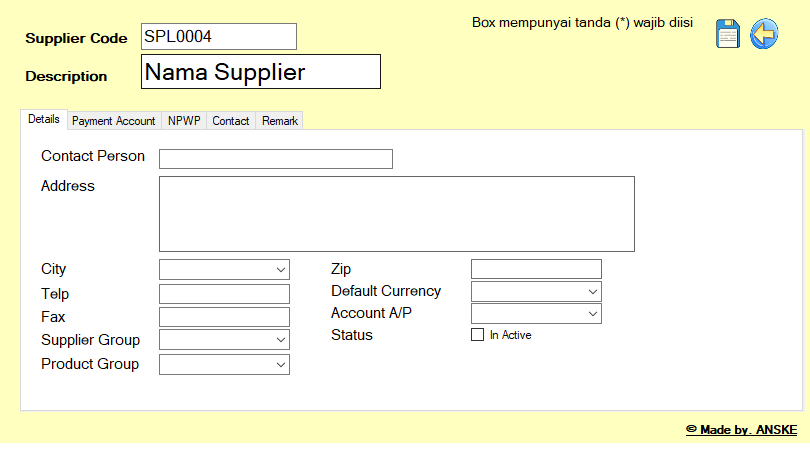 Box mempunyai tanda (*) wajib diisi
Supplier Code SPL0004
Description Nama Supplier
Details Payment Account NPWP Contact Remark
Contact Person
Address
City Zip
Telp Default Currency
Fax Account A/P
Supplier Group Status In Active
Product Group
© Made by. ANSKE